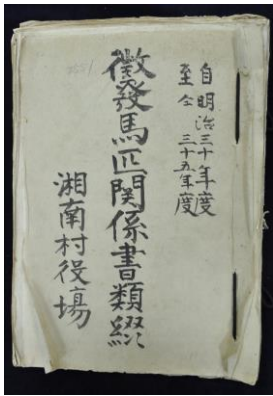 自明治三十年度
至仝三十五年度
徴發馬匹関係書類綴
湘南村役場